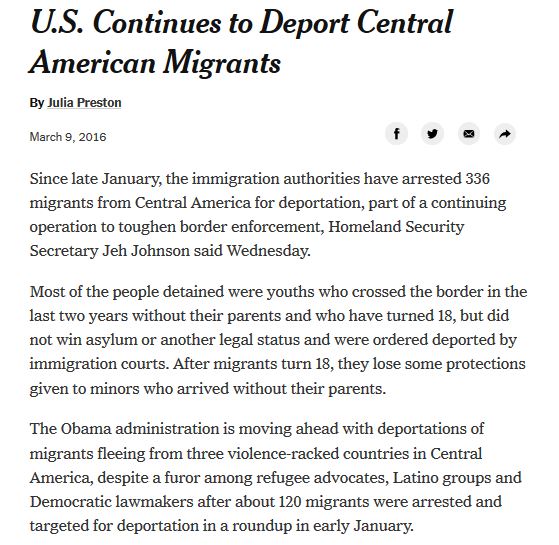 U.S. Continues to Deport Central
American Migrants
By Julia Preston
March 9, 2016
Since late January, the immigration authorities have arrested 336
migrants from Central America for deportation, part of a continuing
operation to toughen border enforcement, Homeland Security
Secretary Jeh Johnson said Wednesday.
Most of the people detained were youths who crossed the border in the
last two years without their parents and who have turned 18, but did
not win asylum or another legal status and were ordered deported by
immigration courts. After migrants turn 18, they lose some protections
given to minors who arrived without their parents.
The Obama administration is moving ahead with deportations of
migrants fleeing from three violence-racked countries in Central
America, despite a furor among refugee advocates, Latino groups and
Democratic lawmakers after about 120 migrants were arrested and
targeted for deportation in a roundup in early January.